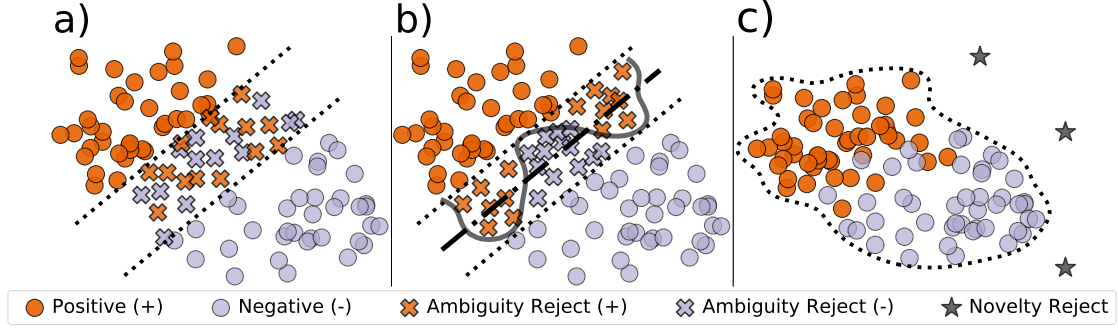 a) b) c)
Positive (+) Negative (-) Ambiguity Reject (+) Ambiguity Reject (-) Novelty Reject